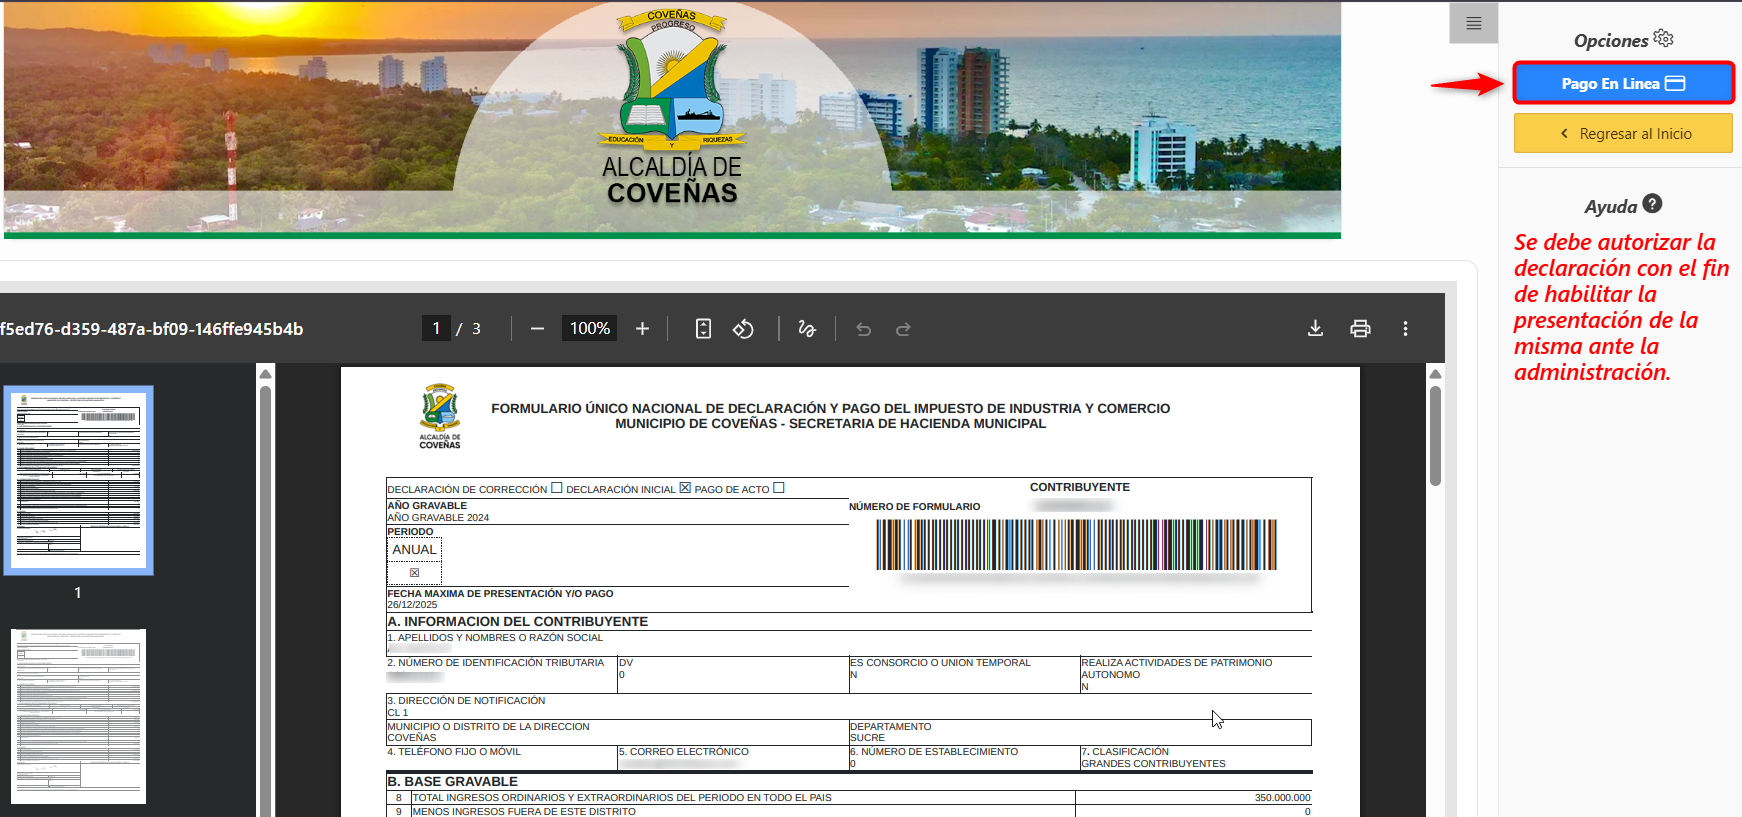 COVEÑAS
PROGRESO
EDUCACIÓN Y RIQUEZAS
ALCALDÍA DE
COVEÑAS
Opciones
Pago En Linea
Regresar al Inicio
Ayuda
Se debe autorizar la
declaración con el fin
de habilitar la
presentación de la
misma ante la
administración.
f5ed76-d359-487a-bf09-146ffe945b4b
1 / 3
100%
1
ALCALDÍA DE
COVEÑAS
FORMULARIO ÚNICO NACIONAL DE DECLARACIÓN Y PAGO DEL IMPUESTO DE INDUSTRIA Y COMERCIO
MUNICIPIO DE COVEÑAS - SECRETARIA DE HACIENDA MUNICIPAL
DECLARACIÓN DE CORRECCIÓN ☐ DECLARACIÓN INICIAL ☒ PAGO DE ACTO ☐
CONTRIBUYENTE
AÑO GRAVABLE
NÚMERO DE FORMULARIO
AÑO GRAVABLE 2024
PERIODO
ANUAL
☒
FECHA MAXIMA DE PRESENTACIÓN Y/O PAGO
26/12/2025
A. INFORMACION DEL CONTRIBUYENTE
1. APELLIDOS Y NOMBRES O RAZÓN SOCIAL
2. NÚMERO DE IDENTIFICACIÓN TRIBUTARIA
DV
0
ES CONSORCIO O UNION TEMPORAL
N
REALIZA ACTIVIDADES DE PATRIMONIO
AUTONOMO
N
3. DIRECCIÓN DE NOTIFICACIÓN
CL 1
MUNICIPIO O DISTRITO DE LA DIRECCION
COVEÑAS
DEPARTAMENTO
SUCRE
4. TELÉFONO FIJO O MÓVIL
5. CORREO ELECTRÓNICO
6. NÚMERO DE ESTABLECIMIENTO
0
7. CLASIFICACIÓN
GRANDES CONTRIBUYENTES
B. BASE GRAVABLE
8 TOTAL INGRESOS ORDINARIOS Y EXTRAORDINARIOS DEL PERIODO EN TODO EL PAIS 350.000.000
9 MENOS INGRESOS FUERA DE ESTE DISTRITO 0